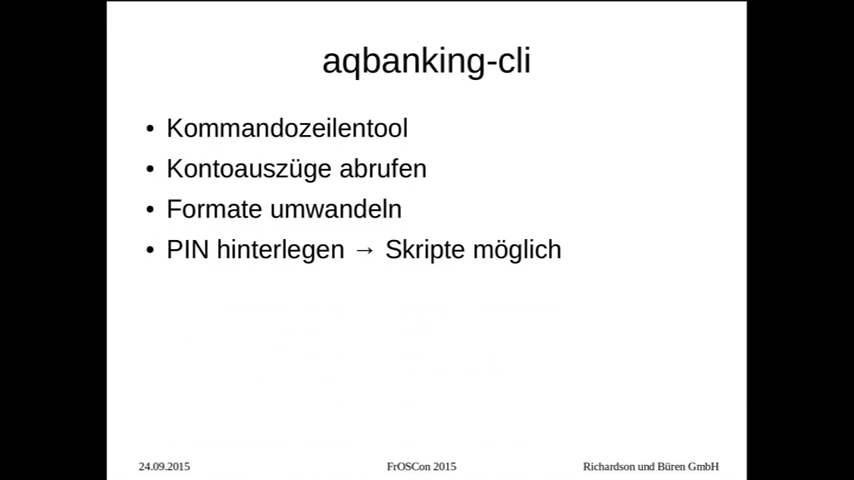 aqbanking-cli
• Kommandozeilentool
• Kontoauszüge abrufen
• Formate umwandeln
• PIN hinterlegen → Skripte möglich
24.09.2015
FrOSCon 2015
Richardson und Büren GmbH